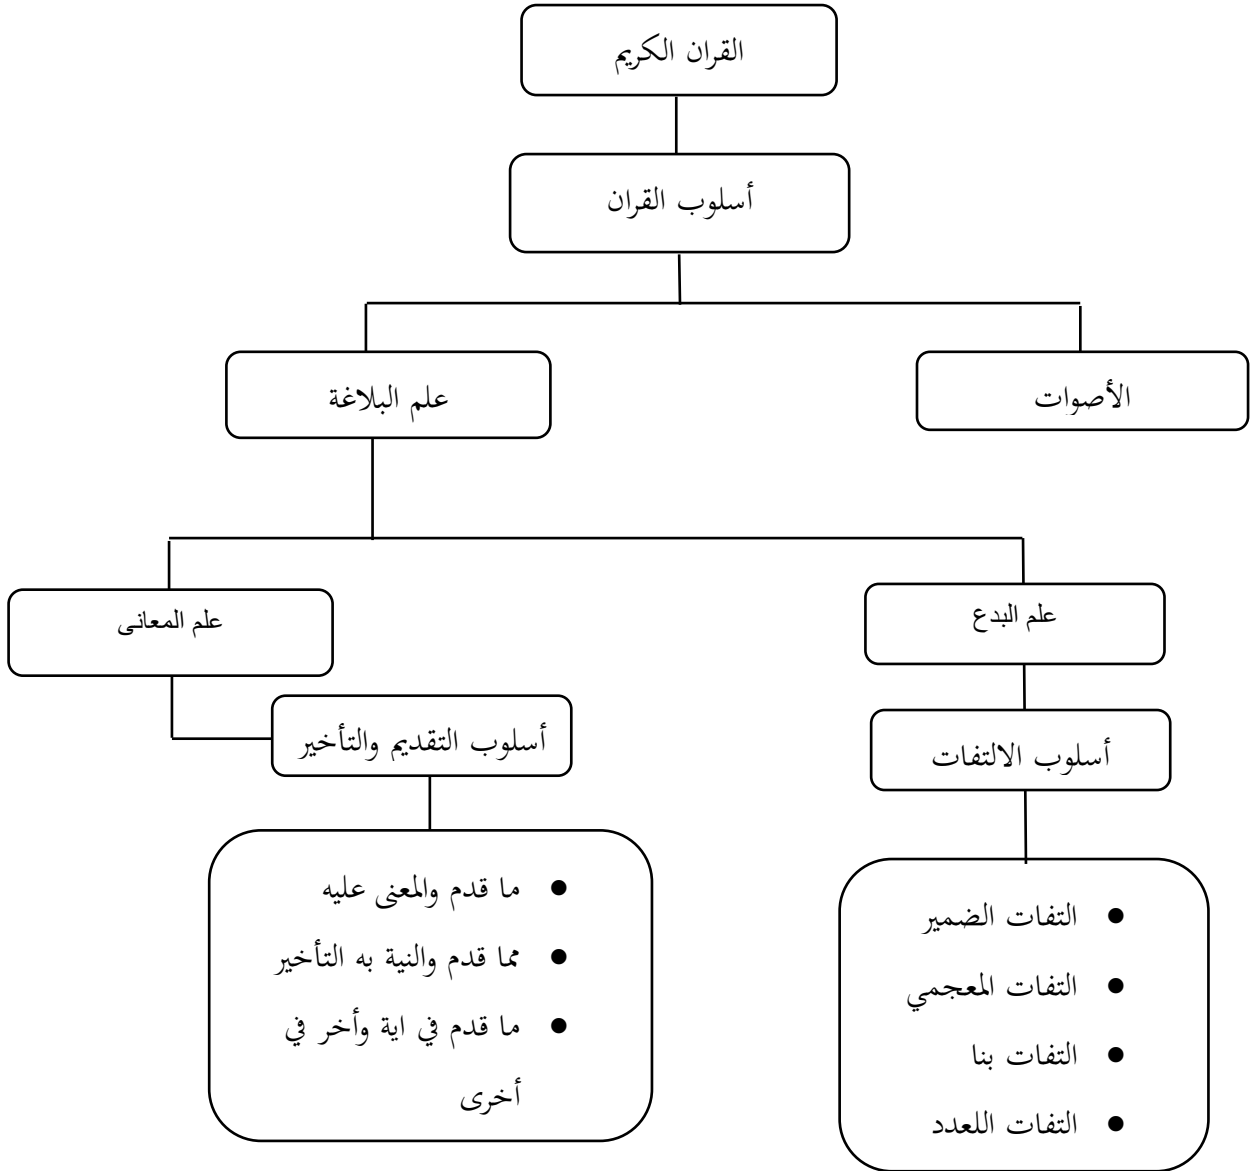 القران الكريم
أسلوب القران
الأصوات
علم البلاغة
علم البدع
علم المعانى
أسلوب الالتفات
أسلوب التقديم والتأخير
● التفات الضمير
● التفات المعجمي
● التفات بنا
● التفات اللعدد
● ما قدم والمعنى عليه
● مما قدم والنية به التأخير
● ما قدم في اية وأخر في
أخرى